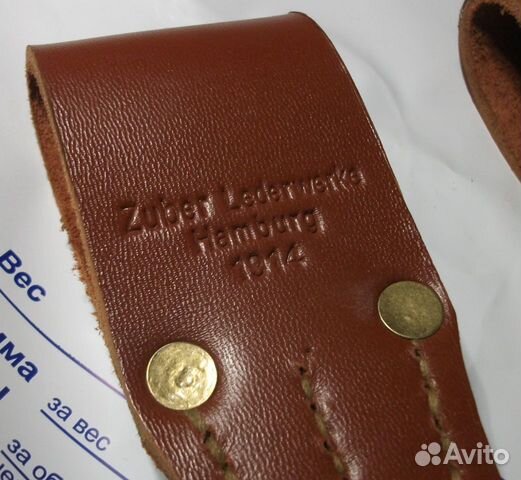 Zuber Lederwerke
Hamburg
1914
Вес
за вес
Avito